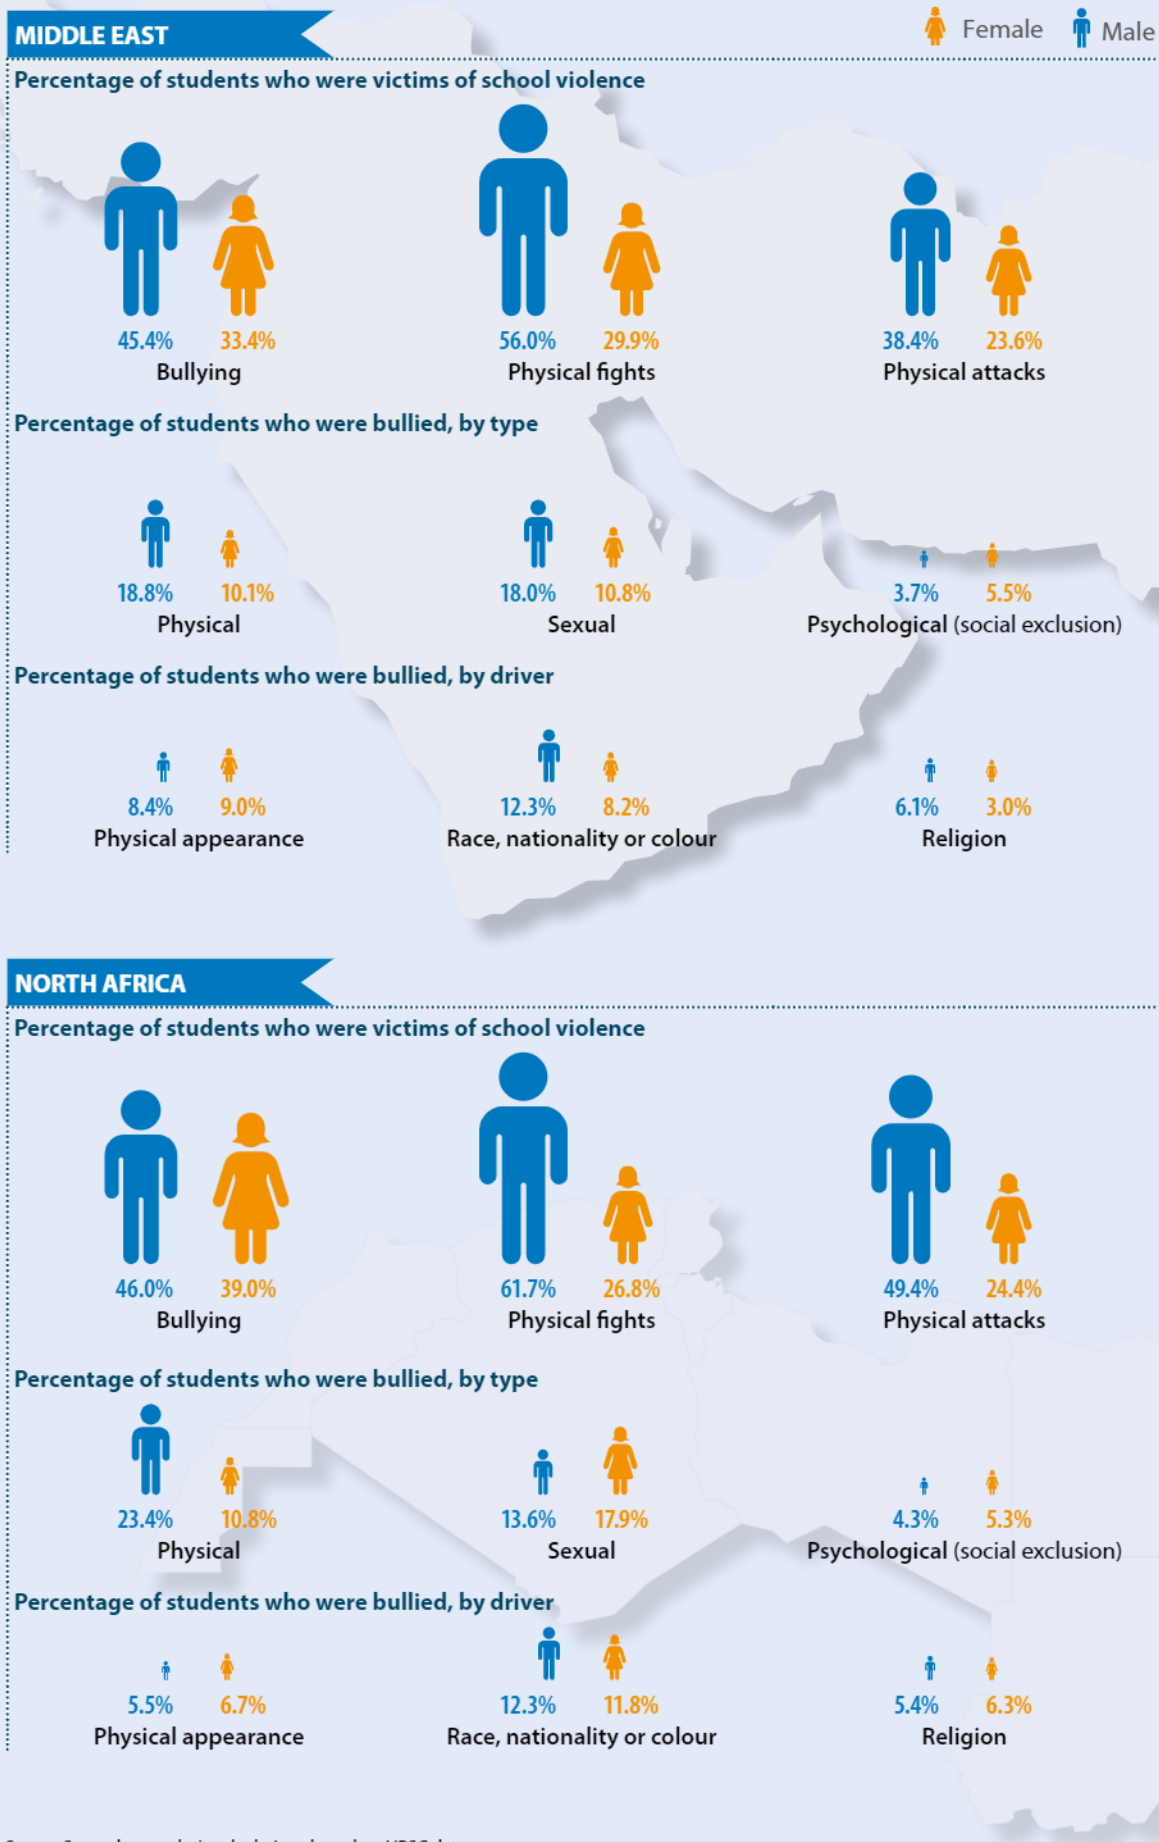 MIDDLE EAST
Female Male
Percentage of students who were victims of school violence
45.4% 33.4% 56.0% 29.9% 38.4% 23.6%
Bullying Physical fights Physical attacks
Percentage of students who were bullied, by type
18.8% 10.1% 18.0% 10.8% 3.7% 5.5%
Physical Sexual Psychological (social exclusion)
Percentage of students who were bullied, by driver
8.4% 9.0% 12.3% 8.2% 6.1% 3.0%
Physical appearance Race, nationality or colour Religion
NORTH AFRICA
Percentage of students who were victims of school violence
46.0% 39.0% 61.7% 26.8% 49.4% 24.4%
Bullying Physical fights Physical attacks
Percentage of students who were bullied, by type
23.4% 10.8% 13.6% 17.9% 4.3% 5.3%
Physical Sexual Psychological (social exclusion)
Percentage of students who were bullied, by driver
5.5% 6.7% 12.3% 11.8% 5.4% 6.3%
Physical appearance Race, nationality or colour Religion